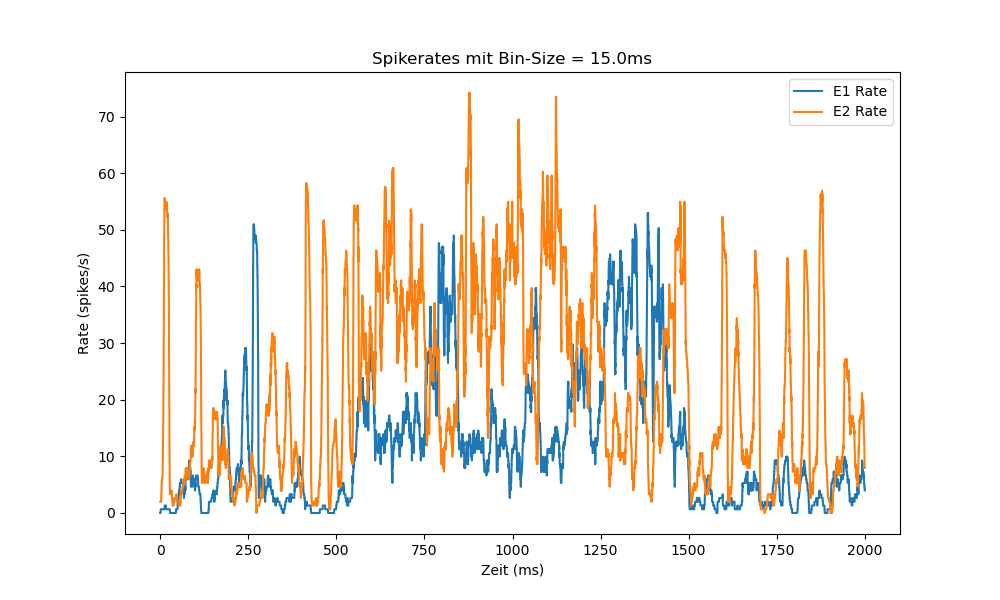 Spikerates mit Bin-Size = 15.0ms
E1 Rate
E2 Rate
Rate (spikes/s)
70
60
50
40
30
20
10
0
0 250 500 750 1000 1250 1500 1750 2000
Zeit (ms)